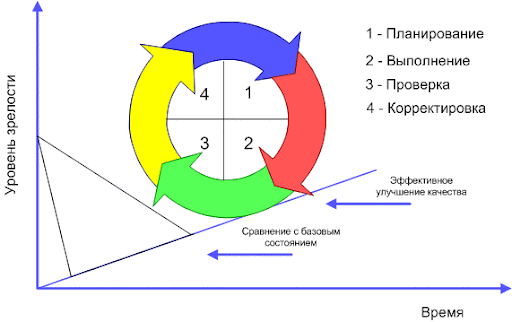 1 - Планирование
2 - Выполнение
3 - Проверка
4 - Корректировка
4
1
3
2
Уровень зрелости
Эффективное
улучшение качества
Сравнение с базовым
состоянием
Время